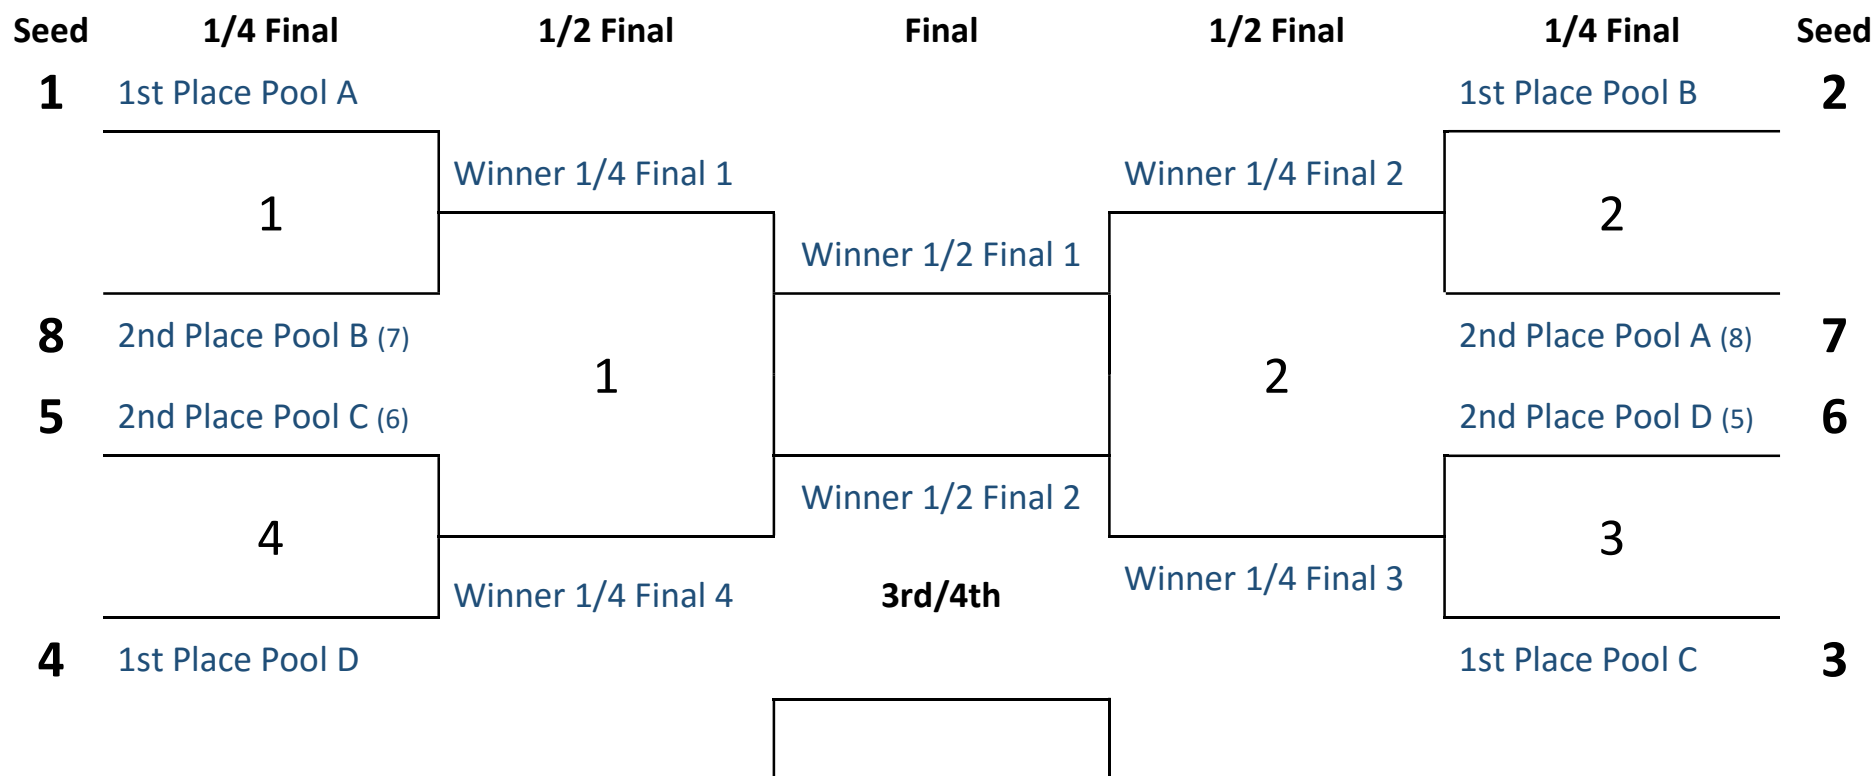 Seed 1/4 Final 1/2 Final Final 1/2 Final 1/4 Final Seed
1 1st Place Pool A 1st Place Pool B 2
Winner 1/4 Final 1 Winner 1/4 Final 2
1 2
Winner 1/2 Final 1
8 2nd Place Pool B (7) 2nd Place Pool A (8) 7
1 2
5 2nd Place Pool C (6) 2nd Place Pool D (5) 6
Winner 1/2 Final 2
4 3
Winner 1/4 Final 4 3rd/4th Winner 1/4 Final 3
4 1st Place Pool D 1st Place Pool C 3